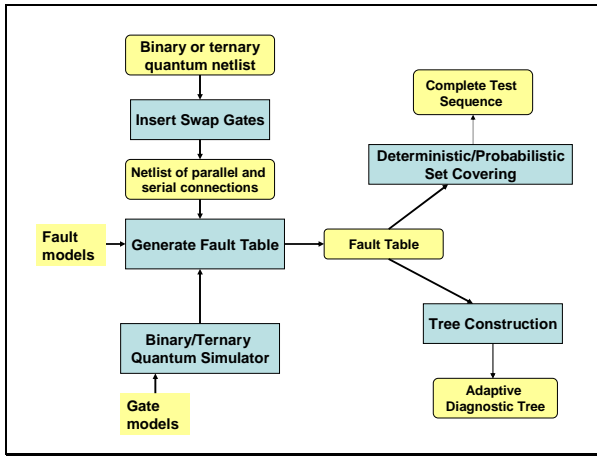 Binary or ternary
quantum netlist
Insert Swap Gates
Netlist of parallel and
serial connections
Fault
models
Generate Fault Table
Binary/Ternary
Quantum Simulator
Gate
models
Fault Table
Complete Test
Sequence
Deterministic/Probabilistic
Set Covering
Tree Construction
Adaptive
Diagnostic Tree